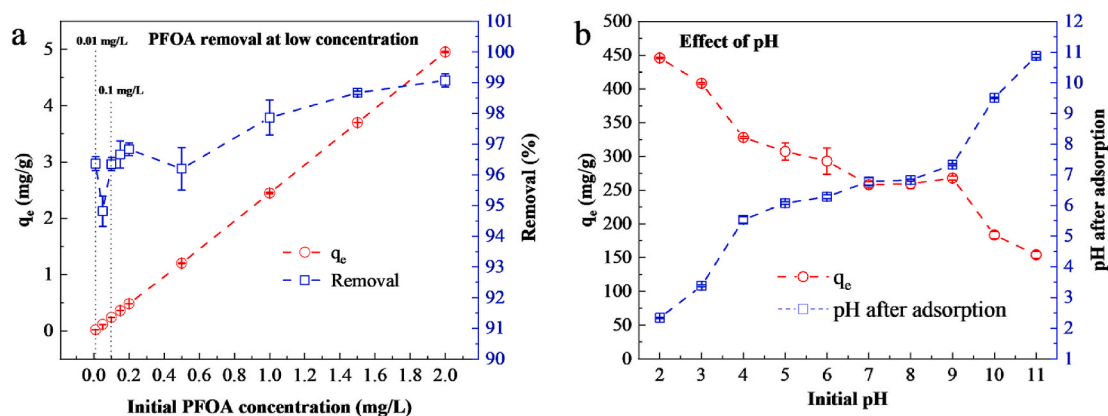 a
PFOA removal at low concentration
0.01 mg/L
0.1 mg/L
qe (mg/g)
5
4
3
2
1
0
Removal (%)
101
100
99
98
97
96
95
94
93
92
91
90
qe
Removal
0.0 0.2 0.4 0.6 0.8 1.0 1.2 1.4 1.6 1.8 2.0
Initial PFOA concentration (mg/L)
b
Effect of pH
qe (mg/g)
500
450
400
350
300
250
200
150
100
50
0
pH after adsorption
12
11
10
9
8
7
6
5
4
3
2
1
qe
pH after adsorption
2 3 4 5 6 7 8 9 10 11
Initial pH